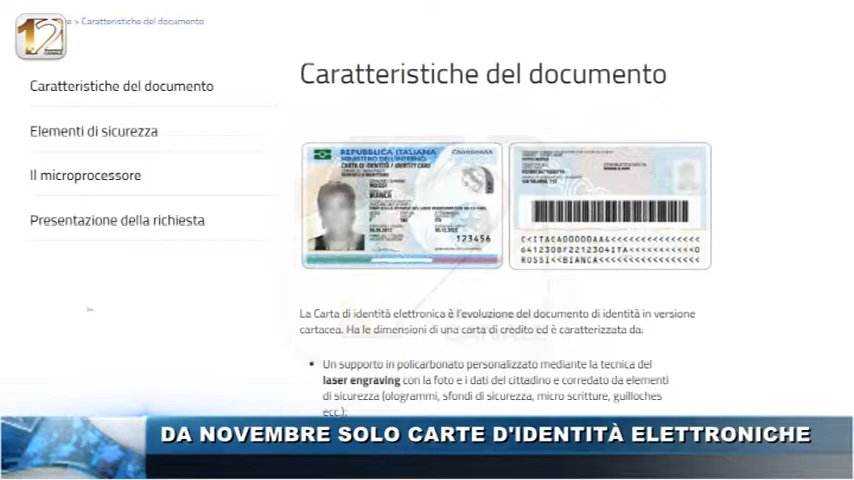 12
> Caratteristiche del documento
Caratteristiche del documento
Elementi di sicurezza
Il microprocessore
Presentazione della richiesta
Caratteristiche del documento
REPUBBLICA ITALIANA
MINISTERO DELL'INTERNO
CARTA DI IDENTITÀ / IDENTITY CARD
ROSSI
BIANCA
123456
C<ITACA00000AA6<<<<<<<<<<<<<<<
ROSSI<<BIANCA<<<<<<<<<<<<<<<<<
La Carta di identità elettronica è l'evoluzione del documento di identità in versione
cartacea. Ha le dimensioni di una carta di credito ed è caratterizzata da:
Un supporto in policarbonato personalizzato mediante la tecnica del
laser engraving con la foto e i dati del cittadino e corredato da elementi
di sicurezza (ologrammi, sfondi di sicurezza, micro scritture, guilloches
ecc.);
DA NOVEMBRE SOLO CARTE D'IDENTITÀ ELETTRONICHE